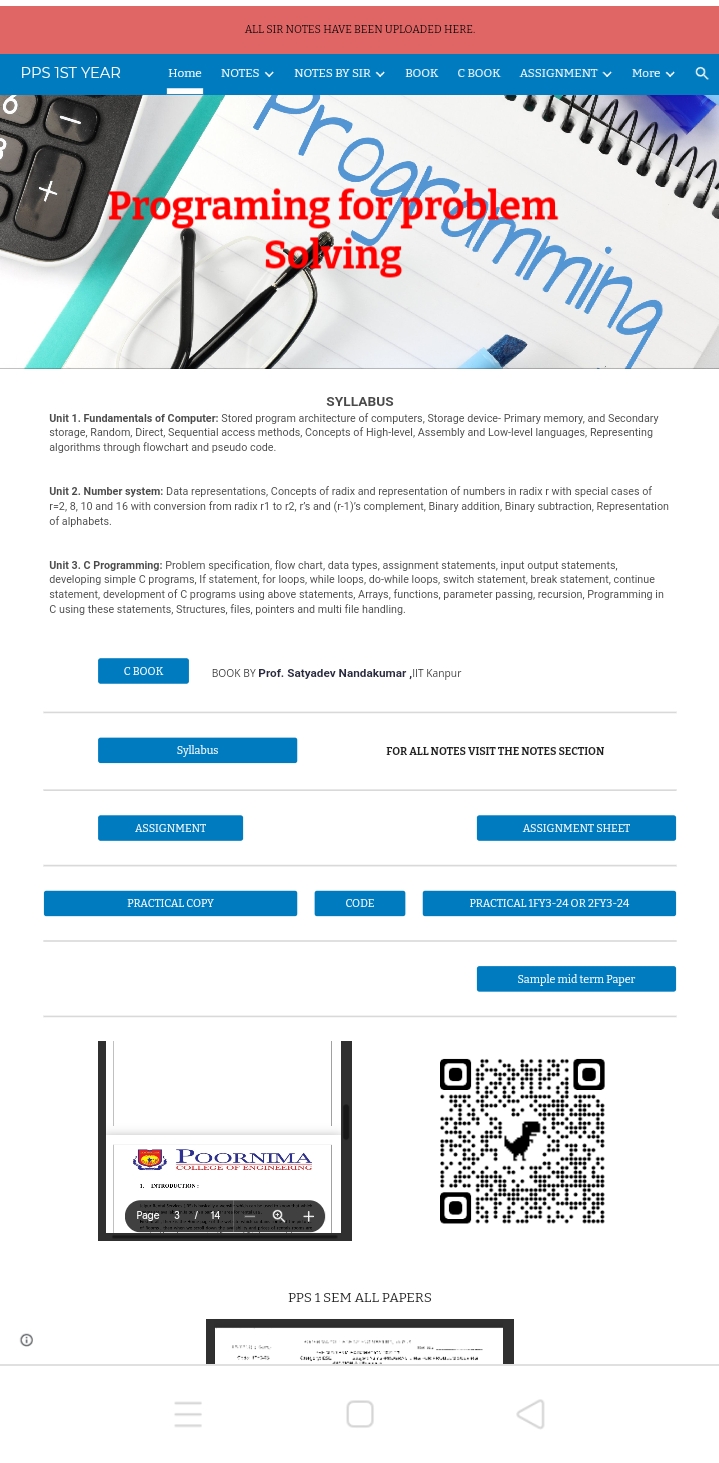 ALL SIR NOTES HAVE BEEN UPLOADED HERE.
PPS 1ST YEAR
Home
NOTES
NOTES BY SIR
BOOK
C BOOK
ASSIGNMENT
More
Programming
Programing for problem
Solving
SYLLABUS
Unit 1. Fundamentals of Computer: Stored program architecture of computers, Storage device- Primary memory, and Secondary
storage, Random, Direct, Sequential access methods, Concepts of High-level, Assembly and Low-level languages, Representing
algorithms through flowchart and pseudo code.
Unit 2. Number system: Data representations, Concepts of radix and representation of numbers in radix r with special cases of
r=2, 8, 10 and 16 with conversion from radix r1 to r2, r's and (r-1)'s complement, Binary addition, Binary subtraction, Representation
of alphabets.
Unit 3. C Programming: Problem specification, flow chart, data types, assignment statements, input output statements,
developing simple C programs, If statement, for loops, while loops, do-while loops, switch statement, break statement, continue
statement, development of C programs using above statements, Arrays, functions, parameter passing, recursion, Programming in
C using these statements, Structures, files, pointers and multi file handling.
C BOOK
BOOK BY Prof. Satyadev Nandakumar ,IIT Kanpur
Syllabus
FOR ALL NOTES VISIT THE NOTES SECTION
ASSIGNMENT
ASSIGNMENT SHEET
PRACTICAL COPY
CODE
PRACTICAL 1FY3-24 OR 2FY3-24
Sample mid term Paper
POORNIMA
COLLEGE OF ENGINEERING
1. INTRODUCTION:
Page 3 / 14
PPS 1 SEM ALL PAPERS